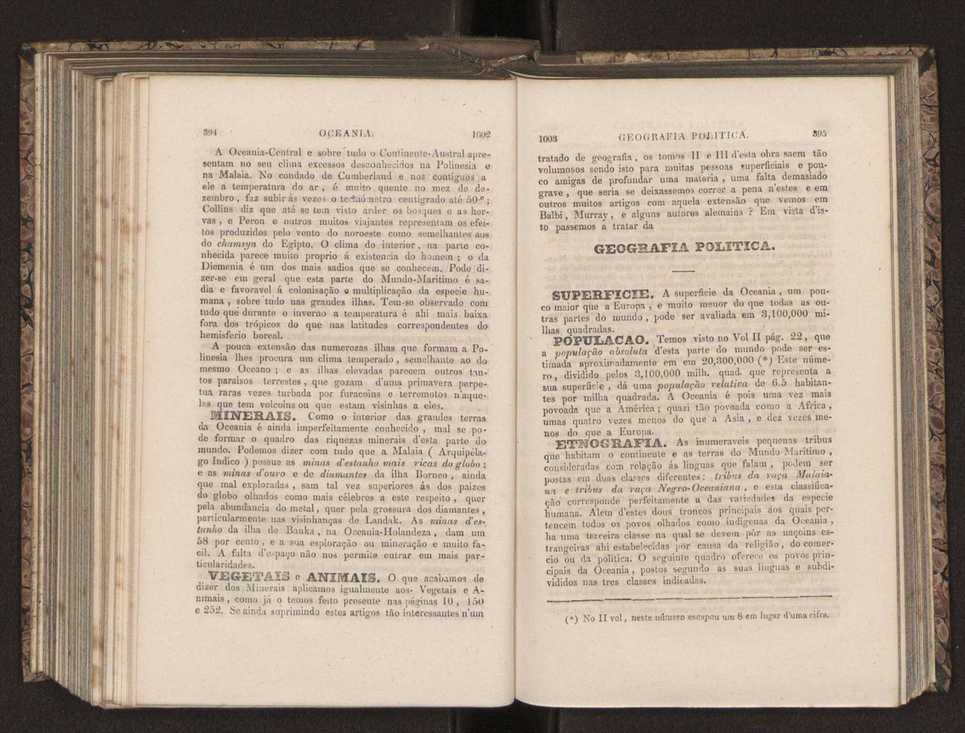 394 OCEANIA. 1002
A Oceania-Central e sobre tudo o Continente-Austral apre-
sentam no seu clima excessos desconhecidos na Polinesia e
na Malaia. No condado de Cumberland e nos contiguos a
ele a temperatura do ar, é muito quente no mez de de-
zembro, faz subir ás vezes o termómetro centigrado até 50.º;
Collins diz que até se tem visto arder os bosques e as her-
vas, e Peron e outros muitos viajantes representam os efei-
tos produzidos pelo vento do noroeste como semelhantes aos
do chamsyn do Egipto. O clima do interior, na parte co-
nhecida parece muito proprio á existencia do homem; o da
Diemenia é um dos mais sadios que se conhecem. Pode di-
zer-se em geral que esta parte do Mundo-Maritimo é sa-
dia e favoravel á colonisação e multiplicação da especie hu-
mana, sobre tudo nas grandes ilhas. Tem-se observado com
tudo que durante o inverno a temperatura é ahi mais baixa
fora dos trópicos do que nas latitudes correspondentes do
hemisferio boreal.
A pouca extensão das numerozas ilhas que formam a Po-
linesia lhes procura um clima temperado, semelhante ao do
mesmo Oceano; e as ilhas elevadas parecem outros tan-
tos paraisos terrestes, que gozam d'uma primavera perpe-
tua raras vezes turbada por furacoins e terremotos n'aque-
las que tem volcoins ou que estam visinhas a eles.
MINERAIS. Como o interior das grandes terras
da Oceania é ainda imperfeitamente conhecido, mal se po-
de formar o quadro das riquezas minerais d'esta parte do
mundo. Podemos dizer com tudo que a Malaia ( Arquipela-
go Indico ) possue as minas d'estanho mais ricas do globo;
e as minas d'ouro e de diamantes da ilha Borneo, ainda
que mal exploradas, sam tal vez superiores ás dos paizes
do globo olhados como mais célebres a este respeito, quer
pela abundancia do metal, quer pela grossura dos diamantes,
particularmente nas visinhanças de Landak. As minas d'es-
tanho da ilha de Banka, na Oceania-Holandeza, dam um
58 por cento, e a sua esploração ou mineração e muito fa-
cil. A falta d'espaço não nos permite entrar em mais par-
ticularidades.
VEGETAIS e ANIMAIS. O que acabamos de
dizer dos Minerais aplicamos igualmente aos Vegetais e A-
nimais, como já o temos feito presente nas páginas 10, 150
e 252. Se ainda suprimindo estes artigos tão interessantes n'um
1003 GEOGRAFIA POLITICA. 395
tratado de geografia, os tomos II e III d'esta obra saem tão
volumosos sendo isto para muitas pessoas superficiais e pou-
co amigas de profundar uma materia, uma falta demasiado
grave, que seria se deixassemos correr a pena n'estes e em
outros muitos artigos com aquela extensão que vemos em
Balbi, Murray, e alguns autores alemains? Em vista d'is-
to passemos a tratar da
GEOGRAFIA POLITICA.
SUPERFICIE. A superficie da Oceania, um pou-
co maior que a Europa, e muito menor do que todas as ou-
tras partes do mundo, pode ser avaliada em 3,100,000 mi-
lhas quadradas.
POPULACAO. Temos visto no Vol II pág. 22, que
a população absoluta d'esta parte do mundo pode ser es-
timada aproximadamente em em 20,300,000 (*) Este núme-
ro, dividido pelos 3,100,000 milh. quad. que representa a
sua superficie, dá uma população relativa de 6.5 habitan-
tes por milha quadrada. A Oceania é pois uma vez mais
povoada que a América; quazi tão povoada como a Africa,
umas quatro vezes menos do que a Asia, e dez vezes me-
nos do que a Europa.
ETNOGRAFIA. As inumeraveis pequenas tribus
que habitam o continente e as terras do Mundo-Maritimo,
consideradas com relação ás linguas que falam, podem ser
postas em duas classes diferentes: tribus da raça Malaia-
na e tribus da raça Negro-Oceaniana, e esta classifica-
ção corresponde perfeitamente a das variedades da especie
humana. Alem d'estes dous troncos principais aos quais per-
tencem todos os povos olhados como indigenas da Oceania,
ha uma terceira classe na qual se devem pôr as naçoins es-
trangeiras ahi estabelecidas por causa da religião, do comer-
cio ou da politica. O seguinte quadro oferece os povos prin-
cipais da Oceania, postos segundo as suas linguas e subdi-
vididos nas tres classes indicadas.
(*) No II vol, neste número escapou um 8 em lugar d'uma cifra.